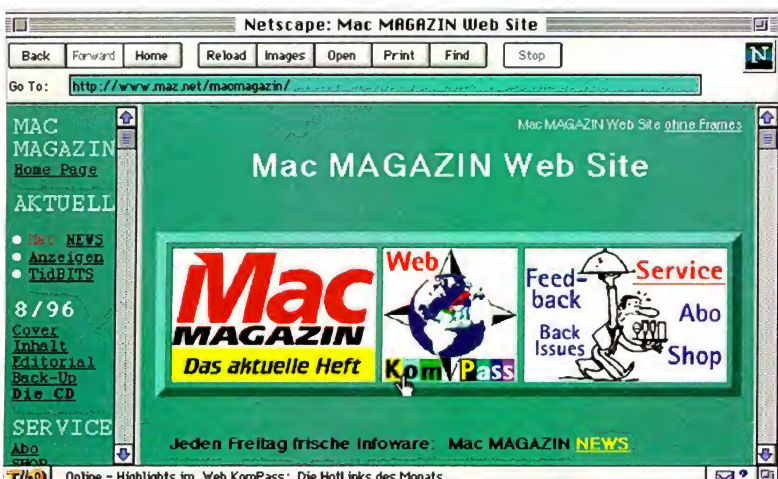 Netscape: Mac MAGAZIN Web Site
Back Forward Home Reload Images Open Print Find Stop
N
Go To: http://www.maz.net/macmagazin/
MAC
MAGAZIN
Home Page
AKTUELL
Mac NEWS
Anzeigen
TidBITS
8/96
Cover
Inhalt
Editorial
Back-Up
Die CD
SERVICE
Abo
SHOP
Mac MAGAZIN Web Site ohne Frames
Mac MAGAZIN Web Site
Mac
MAGAZIN
Das aktuelle Heft
Web
KomPass
Feed-
back
Back
Issues
Service
Abo
Shop
Jeden Freitag frische Infoware: Mac MAGAZIN NEWS
Online - Highlights im Web KomPass: Die HotLinks des Monats
?